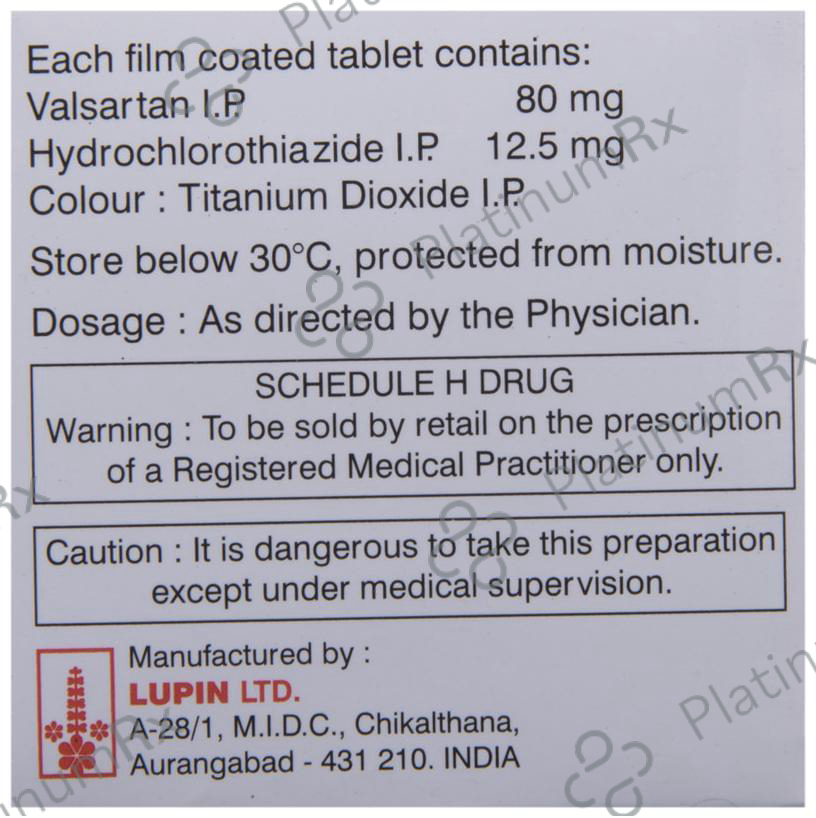 Each film coated tablet contains:
Valsartan I.P. 80 mg
Hydrochlorothiazide I.P. 12.5 mg
Colour : Titanium Dioxide I.P.
Store below 30°C, protected from moisture.
Dosage : As directed by the Physician.
SCHEDULE H DRUG
Warning : To be sold by retail on the prescription
of a Registered Medical Practitioner only.
Caution : It is dangerous to take this preparation
except under medical supervision.
Manufactured by :
LUPIN LTD.
A-28/1, M.I.D.C., Chikalthana,
Aurangabad - 431 210. INDIA
PlatinumRx